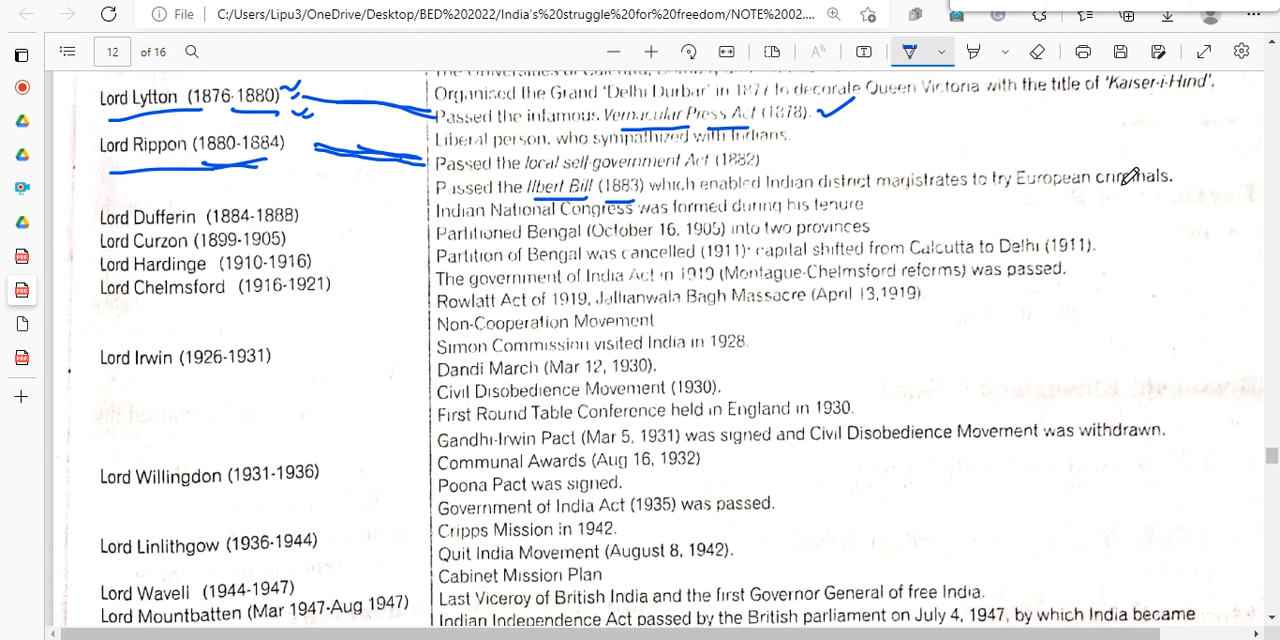 File
C:/Users/Lipu3/OneDrive/Desktop/BED%202022/India's%20struggle%20for%20freedom/NOTE%2002....
12 of 16
Lord Lytton (1876-1880)
Organised the Grand 'Delhi Durbar' in 1877 to decorate Queen Victoria with the title of 'Kaiser-i-Hind'.
Passed the infamous Vernacular Press Act (1878).
Lord Rippon (1880-1884)
Liberal person, who sympathized with Indians.
Passed the local self-government Act (1882)
Passed the Ilbert Bill (1883) which enabled Indian district magistrates to try European criminals.
Lord Dufferin (1884-1888)
Indian National Congress was formed during his tenure
Lord Curzon (1899-1905)
Partitioned Bengal (October 16, 1905) into two provinces
Lord Hardinge (1910-1916)
Partition of Bengal was cancelled (1911); capital shifted from Calcutta to Delhi (1911).
Lord Chelmsford (1916-1921)
The government of India Act in 1919 (Montague-Chelmsford reforms) was passed.
Rowlatt Act of 1919, Jallianwala Bagh Massacre (April 13,1919)
Non-Cooperation Movement
Lord Irwin (1926-1931)
Simon Commission visited India in 1928.
Dandi March (Mar 12, 1930).
Civil Disobedience Movement (1930).
First Round Table Conference held in England in 1930.
Gandhi-Irwin Pact (Mar 5, 1931) was signed and Civil Disobedience Movement was withdrawn.
Lord Willingdon (1931-1936)
Communal Awards (Aug 16, 1932)
Poona Pact was signed.
Government of India Act (1935) was passed.
Lord Linlithgow (1936-1944)
Cripps Mission in 1942.
Quit India Movement (August 8, 1942).
Lord Wavell (1944-1947)
Cabinet Mission Plan
Lord Mountbatten (Mar 1947-Aug 1947)
Last Viceroy of British India and the first Governor General of free India.
Indian Independence Act passed by the British parliament on July 4, 1947, by which India became